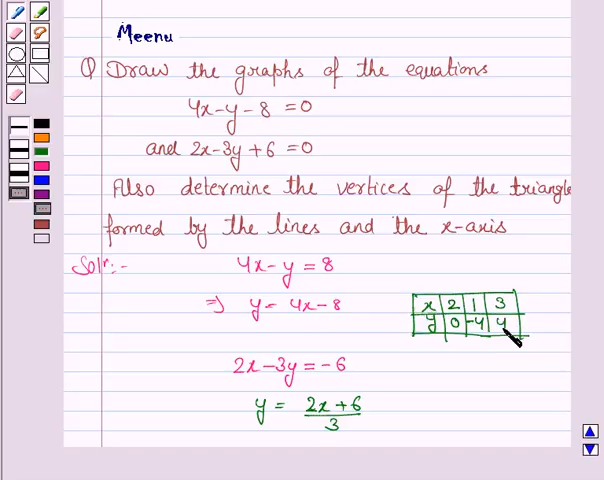 Meenu
Q Draw the graphs of the equations
4x-y-8 = 0
and 2x-3y+6 = 0
Also determine the vertices of the triangle
formed by the lines and the x-axis
Solⁿ:-
4x-y = 8
⇒ y = 4x-8
x 2 1 3
y 0 -4 4
2x-3y = -6
y = 2x+6
3